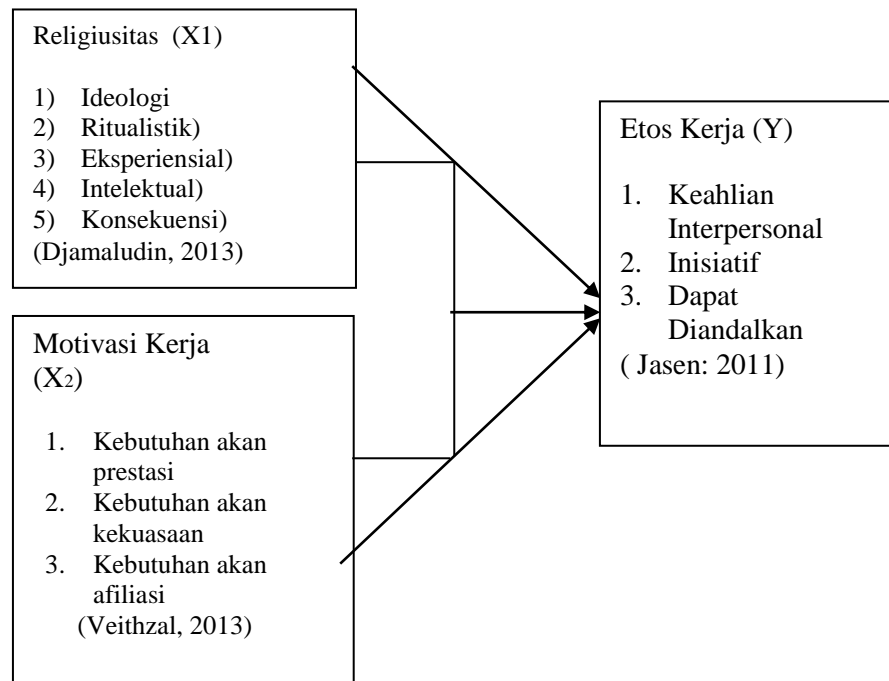 Religiusitas (X1)
1) Ideologi
2) Ritualistik)
3) Eksperiensial)
4) Intelektual)
5) Konsekuensi)
(Djamaludin, 2013)
Motivasi Kerja
(X2)
1. Kebutuhan akan
prestasi
2. Kebutuhan akan
kekuasaan
3. Kebutuhan akan
afiliasi
(Veithzal, 2013)
Etos Kerja (Y)
1. Keahlian
Interpersonal
2. Inisiatif
3. Dapat
Diandalkan
( Jasen: 2011)